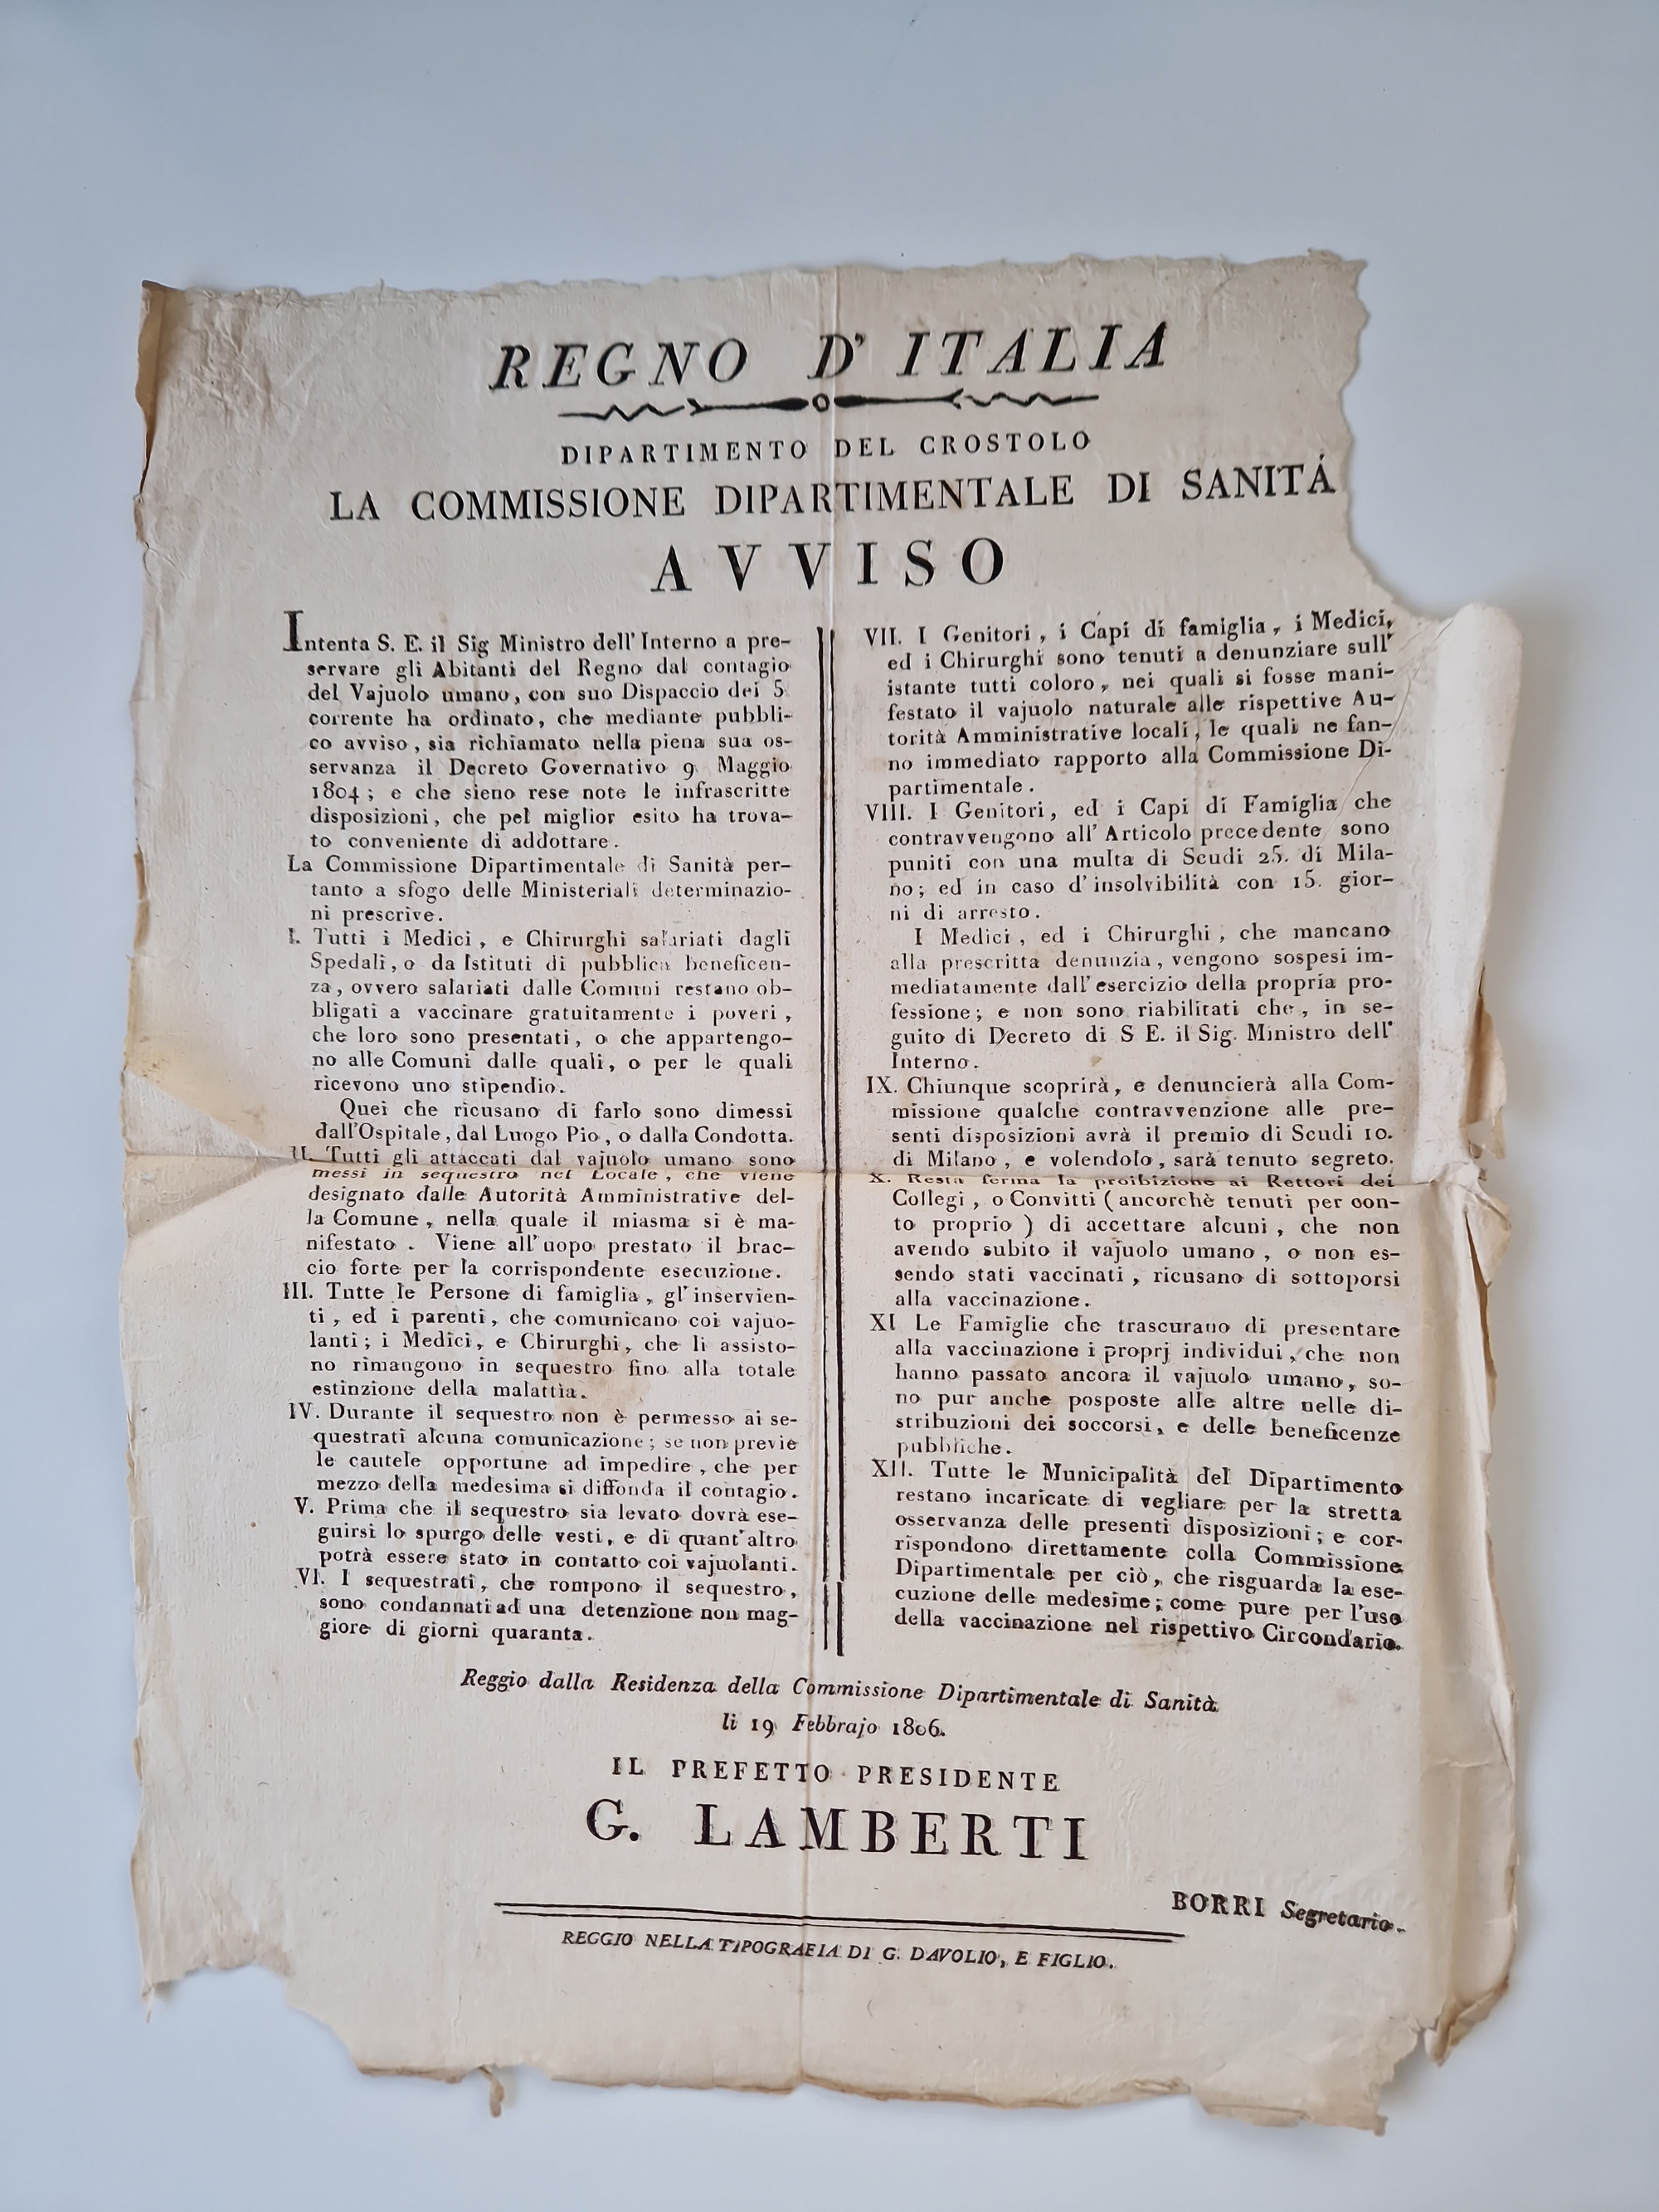 REGNO D' ITALIA
DIPARTIMENTO DEL CROSTOLO
LA COMMISSIONE DIPARTIMENTALE DI SANITÁ
AVVISO
Intenta S. E. il Sig Ministro dell' Interno a pre-
servare gli Abitanti del Regno dal contagio
del Vajuolo umano, con suo Dispaccio dei 5
corrente ha ordinato, che mediante pubbli-
co avviso, sia richiamato nella piena sua os-
servanza il Decreto Governativo 9 Maggio
1804; e che sieno rese note le infrascritte
disposizioni, che pel miglior esito ha trova-
to conveniente di addottare.
La Commissione Dipartimentale di Sanità per-
tanto a sfogo delle Ministeriali determinazio-
ni prescrive.
I. Tutti i Medici, e Chirurghi salariati dagli
Spedali, o da Istituti di pubblica beneficen-
za, ovvero salariati dalle Comuni restano ob-
bligati a vaccinare gratuitamente i poveri,
che loro sono presentati, o che appartengo-
no alle Comuni dalle quali, o per le quali
ricevono uno stipendio.
Quei che ricusano di farlo sono dimessi
dall'Ospitale, dal Luogo Pio, o dalla Condotta.
II. Tutti gli attaccati dal vajuolo umano sono
messi in sequestro nel Locale, che viene
designato dalle Autorità Amministrative del-
la Comune, nella quale il miasma si è ma-
nifestato. Viene all'uopo prestato il brac-
cio forte per la corrispondente esecuzione.
III. Tutte le Persone di famiglia, gl'inservien-
ti, ed i parenti, che comunicano coi vajuo-
lanti; i Medici, e Chirurghi, che li assisto-
no rimangono in sequestro fino alla totale
estinzione della malattia.
IV. Durante il sequestro non è permesso ai se-
questrati alcuna comunicazione; se non previe
le cautele opportune ad impedire, che per
mezzo della medesima si diffonda il contagio.
V. Prima che il sequestro sia levato dovrà ese-
guirsi lo spurgo delle vesti, e di quant'altro
potrà essere stato in contatto coi vajuolanti.
VI. I sequestrati, che rompono il sequestro,
sono condannati ad una detenzione non mag-
giore di giorni quaranta.
VII. I Genitori, i Capi di famiglia, i Medici,
ed i Chirurghi sono tenuti a denunziare sull'
istante tutti coloro, nei quali si fosse mani-
festato il vajuolo naturale alle rispettive Au-
torità Amministrative locali, le quali ne fan-
no immediato rapporto alla Commissione Di-
partimentale.
VIII. I Genitori, ed i Capi di Famiglia che
contravvengono all' Articolo precedente sono
puniti con una multa di Scudi 25. di Mila-
no; ed in caso d'insolvibilità con 15. gior-
ni di arresto.
I Medici, ed i Chirurghi, che mancano
alla prescritta denunzia, vengono sospesi im-
mediatamente dall'esercizio della propria pro-
fessione; e non sono riabilitati che, in se-
guito di Decreto di S E. il Sig. Ministro dell'
Interno.
IX. Chiunque scoprirà, e denuncierà alla Com-
missione qualche contravvenzione alle pre-
senti disposizioni avrà il premio di Scudi 10.
di Milano, e volendolo, sarà tenuto segreto.
X. Resta ferma la proibizione ai Rettori dei
Collegi, o Convitti (ancorchè tenuti per con-
to proprio) di accettare alcuni, che non
avendo subito il vajuolo umano, o non es-
sendo stati vaccinati, ricusano di sottoporsi
alla vaccinazione.
XI Le Famiglie che trascurano di presentare
alla vaccinazione i proprj individui, che non
hanno passato ancora il vajuolo umano, so-
no pur anche posposte alle altre nelle di-
stribuzioni dei soccorsi, e delle beneficenze
pubbliche.
XII. Tutte le Municipalità del Dipartimento
restano incaricate di vegliare per la stretta
osservanza delle presenti disposizioni; e cor-
rispondono direttamente colla Commissione
Dipartimentale per ciò, che risguarda la ese-
cuzione delle medesime; come pure per l'uso
della vaccinazione nel rispettivo Circondario.
Reggio dalla Residenza della Commissione Dipartimentale di Sanità
li 19 Febbrajo 1806.
IL PREFETTO PRESIDENTE
G. LAMBERTI
BORRI Segretario.
REGGIO NELLA TIPOGRAFIA DI G. DAVOLIO, E FIGLIO.